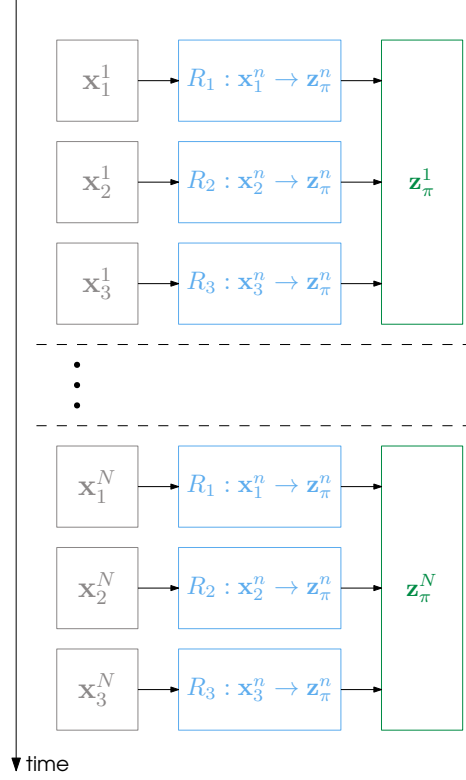 x_1^1 R_1 : x_1^n → z_π^n
x_2^1 R_2 : x_2^n → z_π^n z_π^1
x_3^1 R_3 : x_3^n → z_π^n
x_1^N R_1 : x_1^n → z_π^n
x_2^N R_2 : x_2^n → z_π^n z_π^N
x_3^N R_3 : x_3^n → z_π^n
time